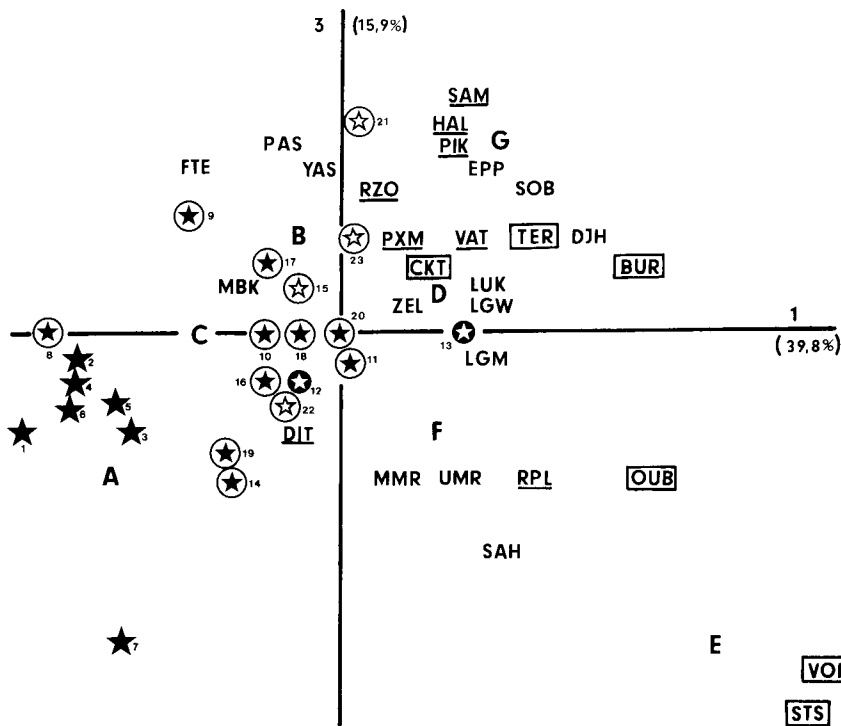 3 (15,9%)
SAM
21
HAL
PAS PIK G
FTE YAS EPP
RZO SOB
9
B PXM VAT TER DJH
17 23 CKT BUR
MBK 15 D LUK
ZEL LGW
20 1
8 C 10 18 13 (39,8%)
2 11 LGM
4 16 12
6 5 22
1 3 DIT F
19
A 14 MMR UMR RPL OUB
SAH
7 E
STS